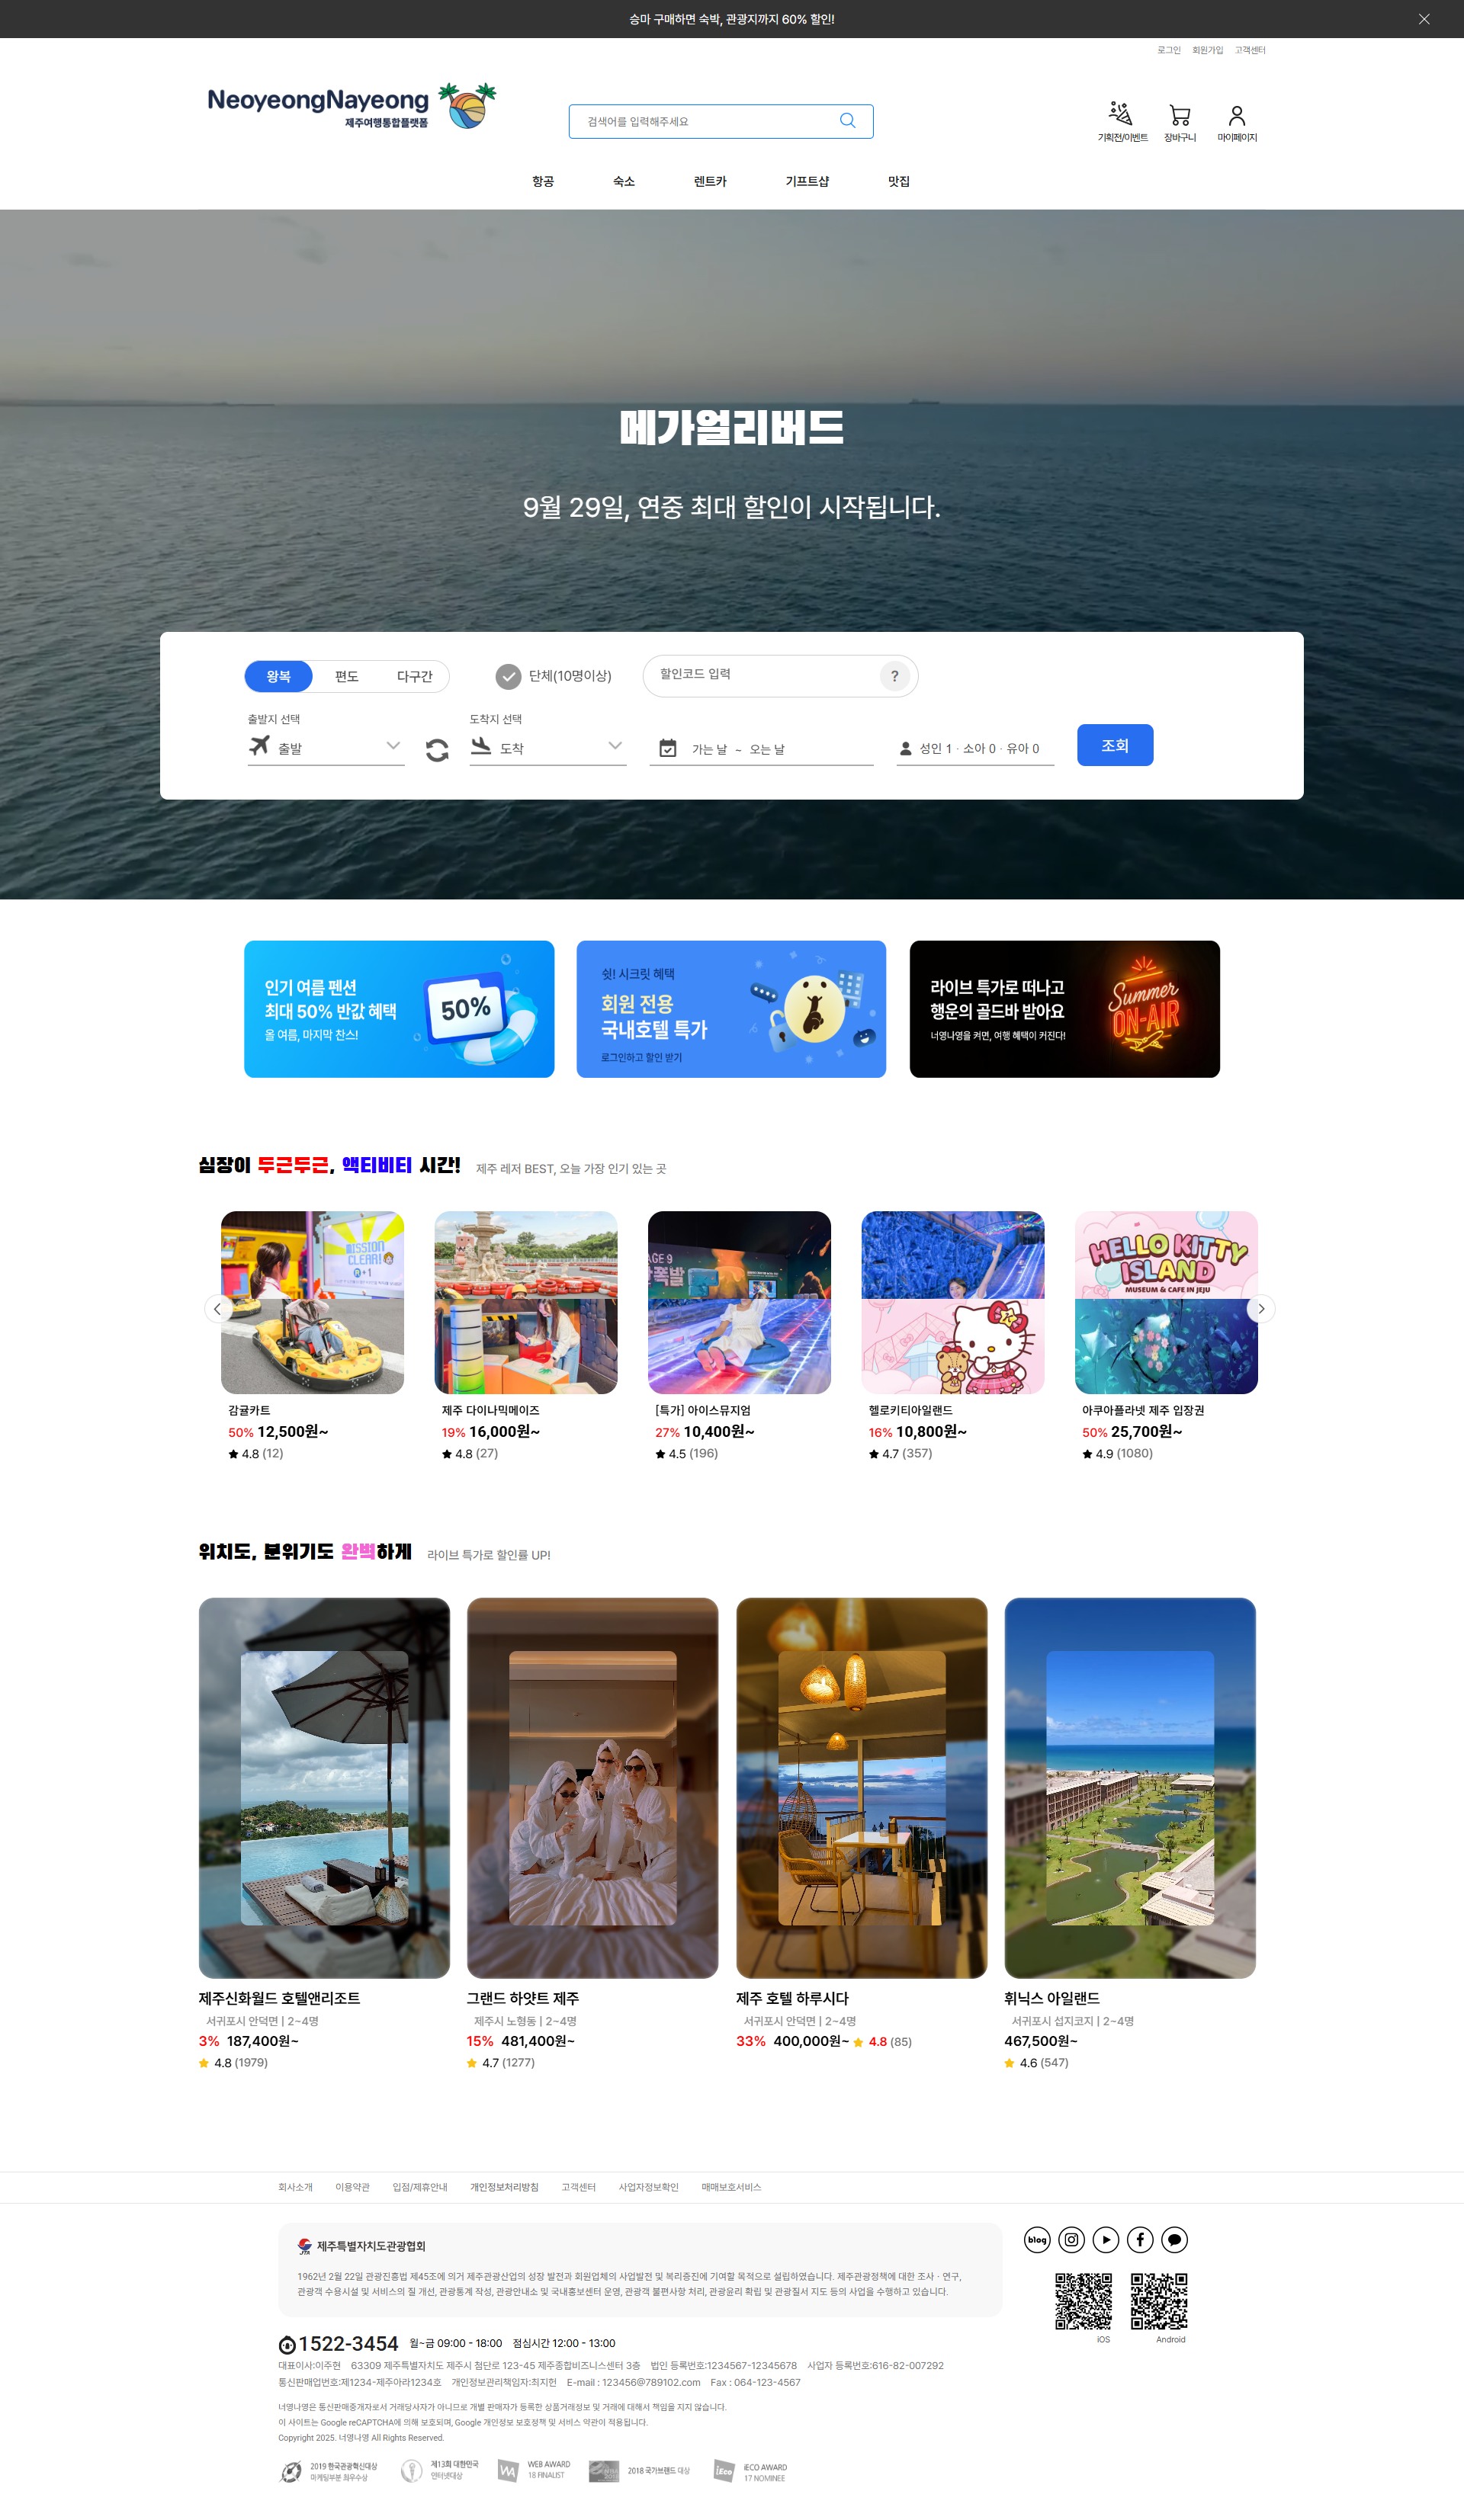 승마 구매하면 숙박, 관광지까지 60% 할인!
로그인 회원가입 고객센터
NeoyeongNayeong
제주여행통합플랫폼
검색어를 입력해주세요
기획전/이벤트 장바구니 마이페이지
항공 숙소 렌트카 기프트샵 맛집
메가얼리버드
9월 29일, 연중 최대 할인이 시작됩니다.
왕복 편도 다구간 단체(10명이상) 할인코드 입력 ?
출발지 선택 도착지 선택
출발 도착 가는 날 ~ 오는 날 성인 1 · 소아 0 · 유아 0 조회
인기 여름 펜션
최대 50% 반값 혜택
올 여름, 마지막 찬스!
50%
쉿! 시크릿 혜택
회원 전용
국내호텔 특가
로그인하고 할인 받기
라이브 특가로 떠나고
행운의 골드바 받아요
너영나영을 켜면, 여행 혜택이 커진다!
Summer
ON-AIR
심장이 두근두근, 액티비티 시간! 제주 레저 BEST, 오늘 가장 인기 있는 곳
MISSION
CLEAR!
+1
AGE 9
HELLO KITTY
ISLAND
MUSEUM & CAFE IN JEJU
감귤카트
50% 12,500원~
4.8 (12)
제주 다이나믹메이즈
19% 16,000원~
4.8 (27)
[특가] 아이스뮤지엄
27% 10,400원~
4.5 (196)
헬로키티아일랜드
16% 10,800원~
4.7 (357)
아쿠아플라넷 제주 입장권
50% 25,700원~
4.9 (1080)
위치도, 분위기도 완벽하게 라이브 특가로 할인률 UP!
제주신화월드 호텔앤리조트
서귀포시 안덕면 | 2~4명
3% 187,400원~
4.8 (1979)
그랜드 하얏트 제주
제주시 노형동 | 2~4명
15% 481,400원~
4.7 (1277)
제주 호텔 하루시다
서귀포시 안덕면 | 2~4명
33% 400,000원~ 4.8 (85)
휘닉스 아일랜드
서귀포시 섭지코지 | 2~4명
467,500원~
4.6 (547)
회사소개 이용약관 입점/제휴안내 개인정보처리방침 고객센터 사업자정보확인 매매보호서비스
제주특별자치도관광협회
1962년 2월 22일 관광진흥법 제45조에 의거 제주관광산업의 성장 발전과 회원업체의 사업발전 및 복리증진에 기여할 목적으로 설립하였습니다. 제주관광정책에 대한 조사 · 연구,
관광객 수용시설 및 서비스의 질 개선, 관광통계 작성, 관광안내소 및 국내홍보센터 운영, 관광객 불편사항 처리, 관광윤리 확립 및 관광질서 지도 등의 사업을 수행하고 있습니다.
blog
iOS Android
1522-3454 월~금 09:00 - 18:00 점심시간 12:00 - 13:00
대표이사:이주현 63309 제주특별자치도 제주시 첨단로 123-45 제주종합비즈니스센터 3층 법인 등록번호:1234567-12345678 사업자 등록번호:616-82-007292
통신판매업번호:제1234-제주아라1234호 개인정보관리책임자:최지헌 E-mail : 123456@789102.com Fax : 064-123-4567
너영나영은 통신판매중개자로서 거래당사자가 아니므로 개별 판매자가 등록한 상품거래정보 및 거래에 대해서 책임을 지지 않습니다.
이 사이트는 Google reCAPTCHA에 의해 보호되며, Google 개인정보 보호정책 및 서비스 약관이 적용됩니다.
Copyright 2025. 너영나영 All Rights Reserved.
2019 한국관광혁신대상
마케팅부분 최우수상
제13회 대한민국
인터넷대상
WA
WEB AWARD
18 FINALIST
2018 국가브랜드 대상
iEco
iECO AWARD
17 NOMINEE